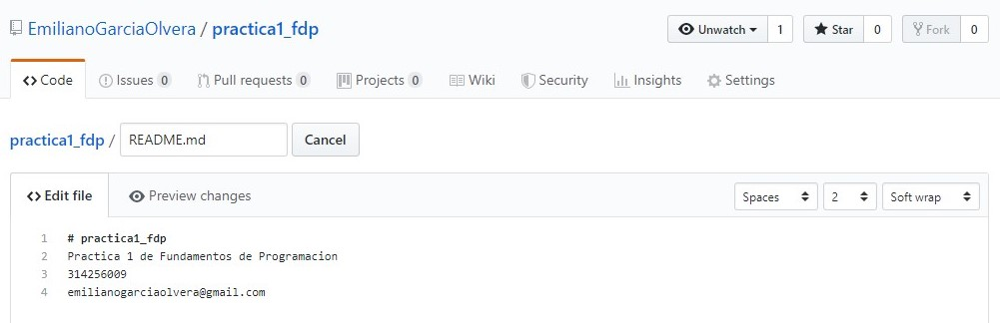 EmilianoGarciaOlvera / practica1_fdp
Unwatch 1 Star 0 Fork 0
Code Issues 0 Pull requests 0 Projects 0 Wiki Security Insights Settings
practica1_fdp / README.md Cancel
Edit file Preview changes Spaces 2 Soft wrap
1 # practica1_fdp
2 Practica 1 de Fundamentos de Programacion
3 314256009
4 emilianogarciaolvera@gmail.com